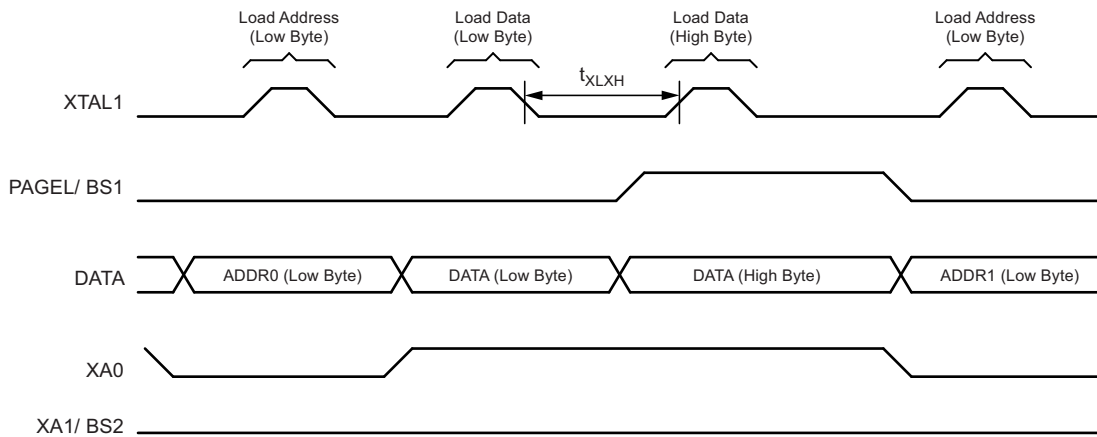 Load Address
(Low Byte)
Load Data
(Low Byte)
Load Data
(High Byte)
Load Address
(Low Byte)
tXLXH
XTAL1
PAGEL/ BS1
DATA
ADDR0 (Low Byte)
DATA (Low Byte)
DATA (High Byte)
ADDR1 (Low Byte)
XA0
XA1/ BS2